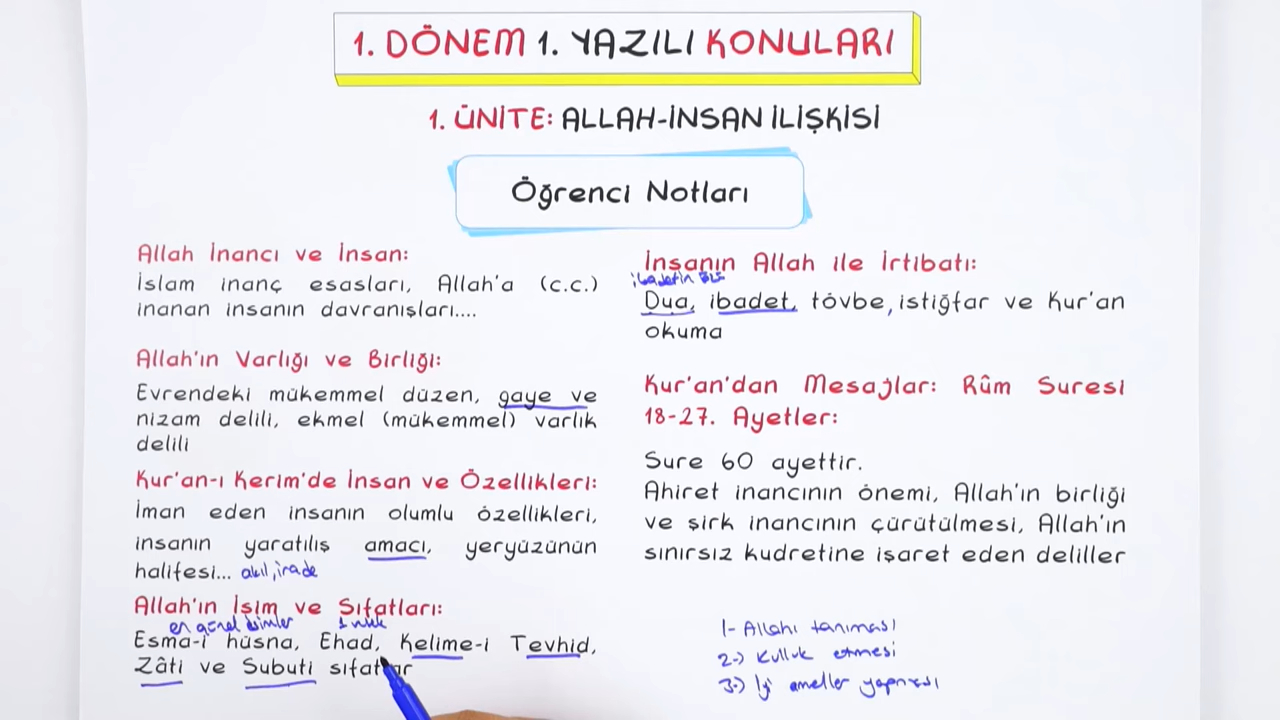 1. DÖNEM 1. YAZILI KONULARI
1. ÜNİTE: ALLAH-İNSAN İLİŞKİSİ
Öğrenci Notları
Allah İnancı ve İnsan:
İslam inanç esasları, Allah'a (c.c.)
inanan insanın davranışları....
Allah'ın Varlığı ve Birliği:
Evrendeki mükemmel düzen, gaye ve
nizam delili, ekmel (mükemmel) varlık
delili
Kur'an-ı Kerim'de İnsan ve Özellikleri:
İman eden insanın olumlu özellikleri,
insanın yaratılış amacı, yeryüzünün
halifesi... akıl, irade
Allah'ın İsim ve Sıfatları:
en güzel isimler
Esma-i hüsna, Ehad, Kelime-i Tevhid,
Zâti ve Subuti sıfatlar
İnsanın Allah ile İrtibatı:
ibadetin özü
Dua, ibadet, tövbe, istiğfar ve Kur'an
okuma
Kur'an'dan Mesajlar: Rûm Suresi
18-27. Ayetler:
Sure 60 ayettir.
Ahiret inancının önemi, Allah'ın birliği
ve şirk inancının çürütülmesi, Allah'ın
sınırsız kudretine işaret eden deliller
1- Allahı tanıması
2-) Kulluk etmesi
3-) İyi ameller yapması